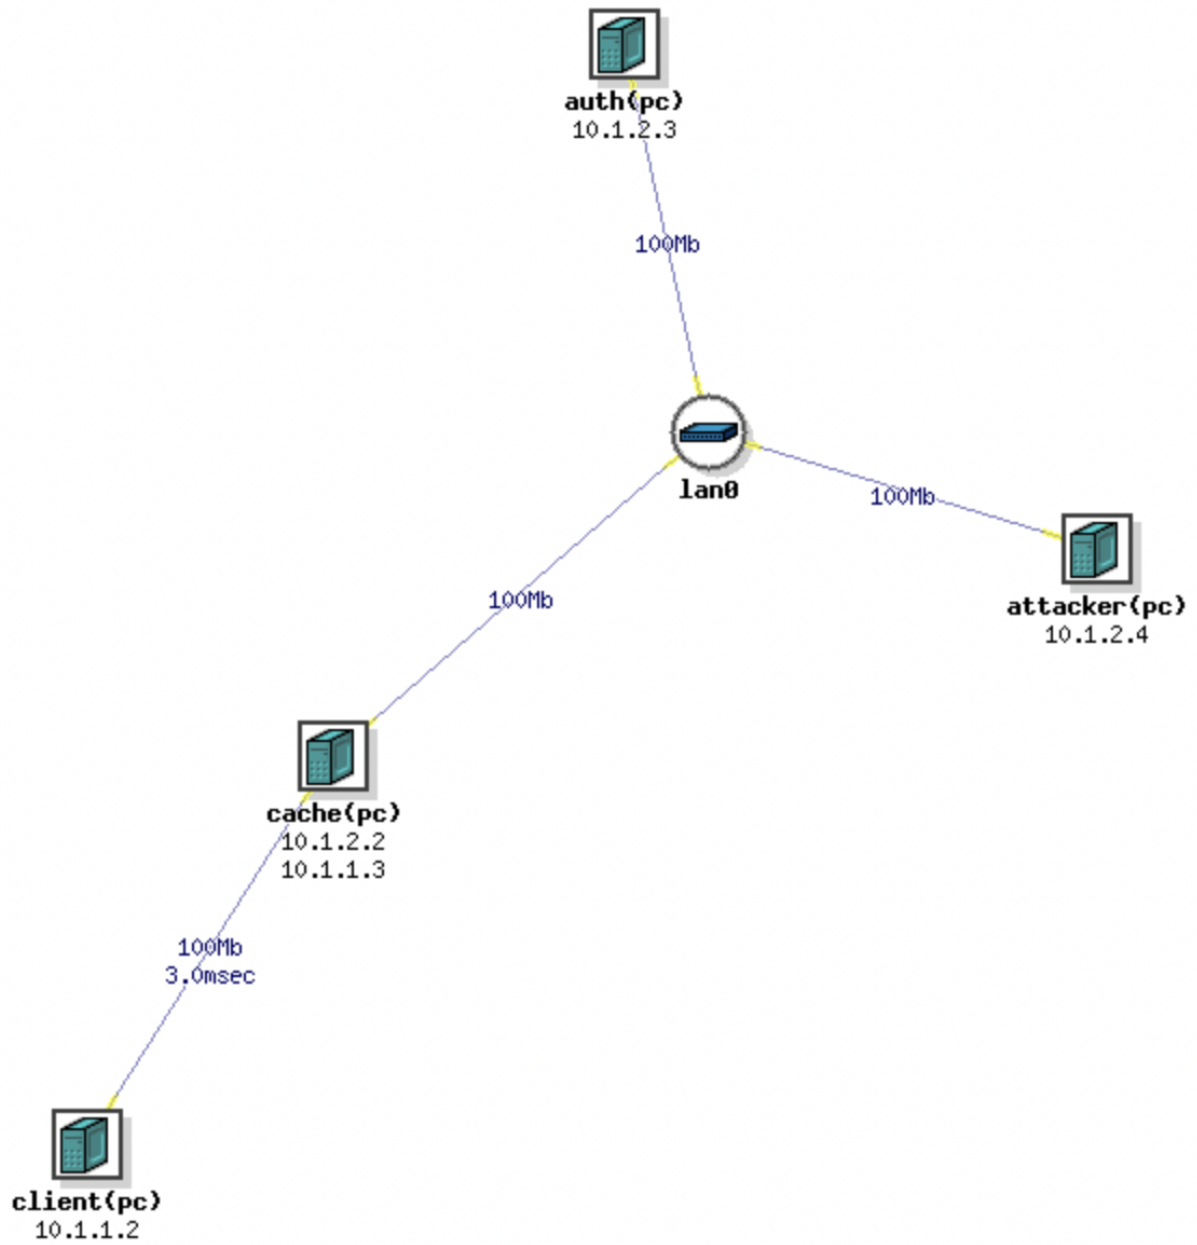 auth(pc)
10.1.2.3
100Mb
lan0
100Mb
attacker(pc)
10.1.2.4
100Mb
cache(pc)
10.1.2.2
10.1.1.3
100Mb
3.0msec
client(pc)
10.1.1.2